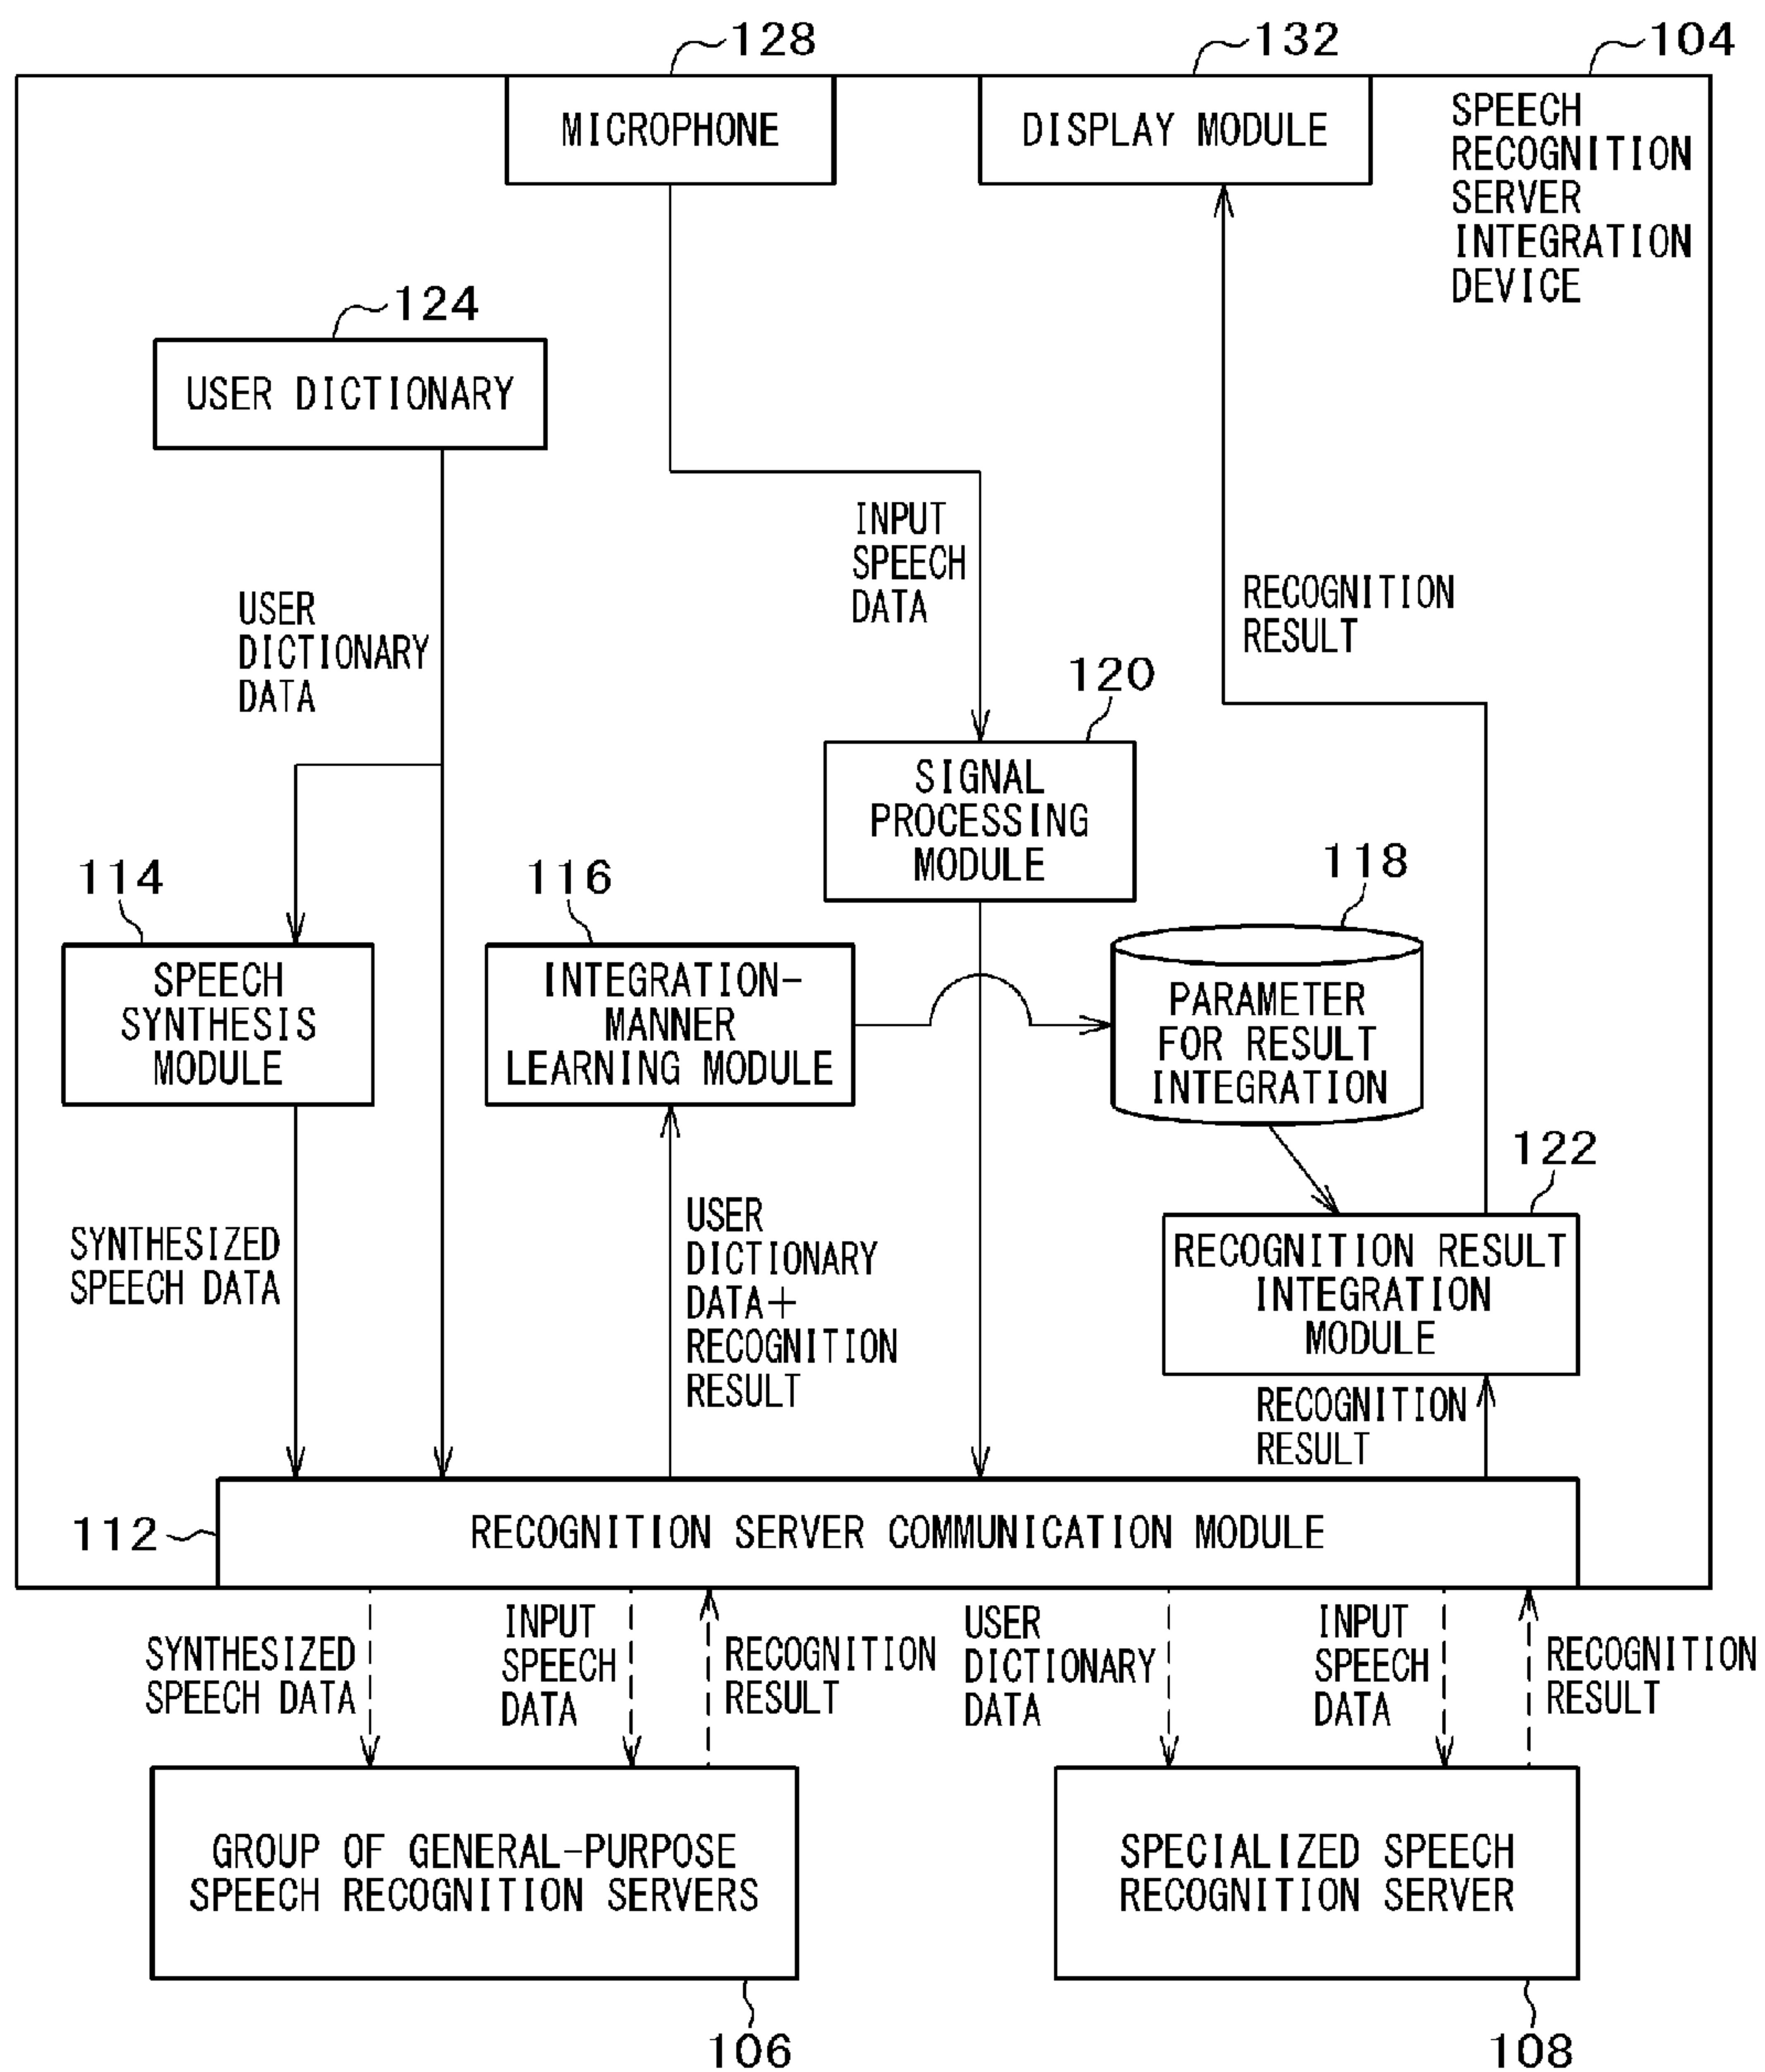 128
132
104
MICROPHONE
DISPLAY MODULE
SPEECH
RECOGNITION
SERVER
INTEGRATION
DEVICE
124
USER DICTIONARY
INPUT
SPEECH
DATA
USER
DICTIONARY
DATA
RECOGNITION
RESULT
120
SIGNAL
PROCESSING
MODULE
114
116
118
SPEECH
SYNTHESIS
MODULE
INTEGRATION-
MANNER
LEARNING MODULE
PARAMETER
FOR RESULT
INTEGRATION
122
SYNTHESIZED
SPEECH DATA
USER
DICTIONARY
DATA+
RECOGNITION
RESULT
RECOGNITION RESULT
INTEGRATION
MODULE
RECOGNITION
RESULT
112
RECOGNITION SERVER COMMUNICATION MODULE
SYNTHESIZED
SPEECH DATA
INPUT
SPEECH
DATA
RECOGNITION
RESULT
USER
DICTIONARY
DATA
INPUT
SPEECH
DATA
RECOGNITION
RESULT
GROUP OF GENERAL-PURPOSE
SPEECH RECOGNITION SERVERS
SPECIALIZED SPEECH
RECOGNITION SERVER
106
108